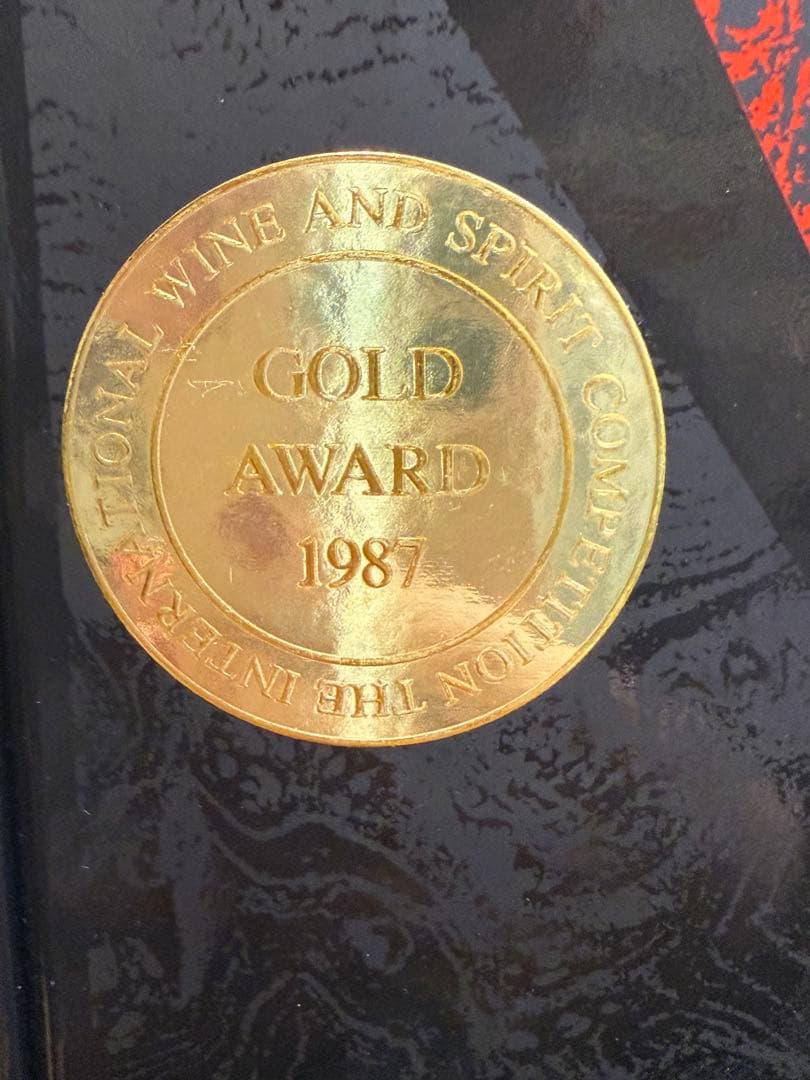 THE INTERNATIONAL WINE AND SPIRIT COMPETITION
GOLD
AWARD
1987